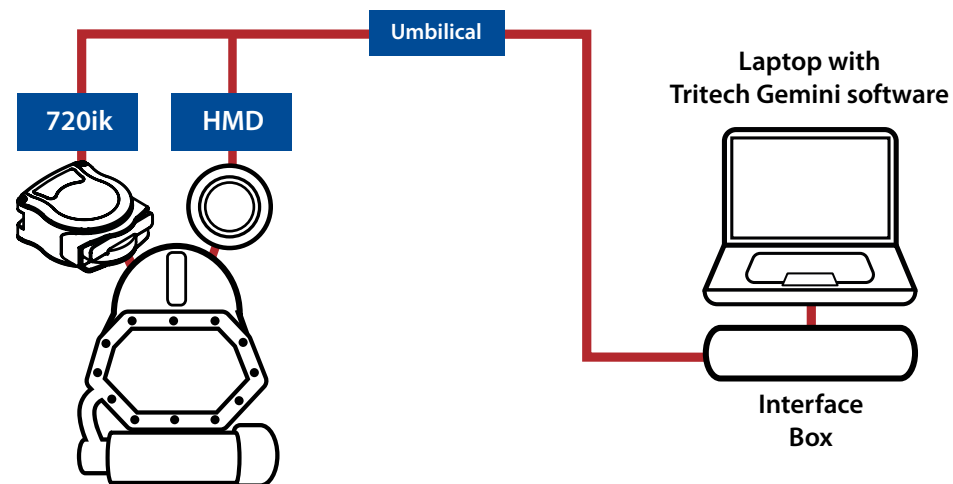 Umbilical
Laptop with
Tritech Gemini software
720ik
HMD
Interface
Box